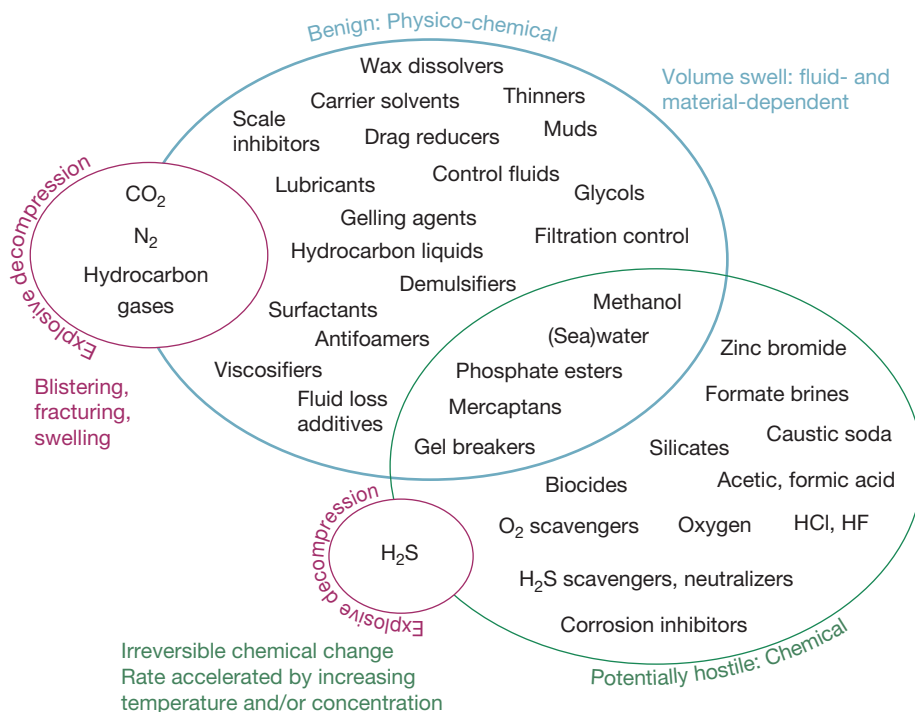 Benign: Physico-chemical
Wax dissolvers
Carrier solvents
Thinners
Scale
inhibitors
Drag reducers
Muds
Volume swell: fluid- and
material-dependent
Explosive decompression
CO₂
N₂
Hydrocarbon
gases
Lubricants
Control fluids
Glycols
Gelling agents
Filtration control
Hydrocarbon liquids
Demulsifiers
Surfactants
Antifoamers
Viscosifiers
Fluid loss
additives
Blistering,
fracturing,
swelling
Methanol
(Sea)water
Phosphate esters
Mercaptans
Gel breakers
Zinc bromide
Formate brines
Caustic soda
Silicates
Acetic, formic acid
Biocides
O₂ scavengers
Oxygen
HCl, HF
H₂S scavengers, neutralizers
Corrosion inhibitors
Explosive decompression
H₂S
Potentially hostile: Chemical
Irreversible chemical change
Rate accelerated by increasing
temperature and/or concentration